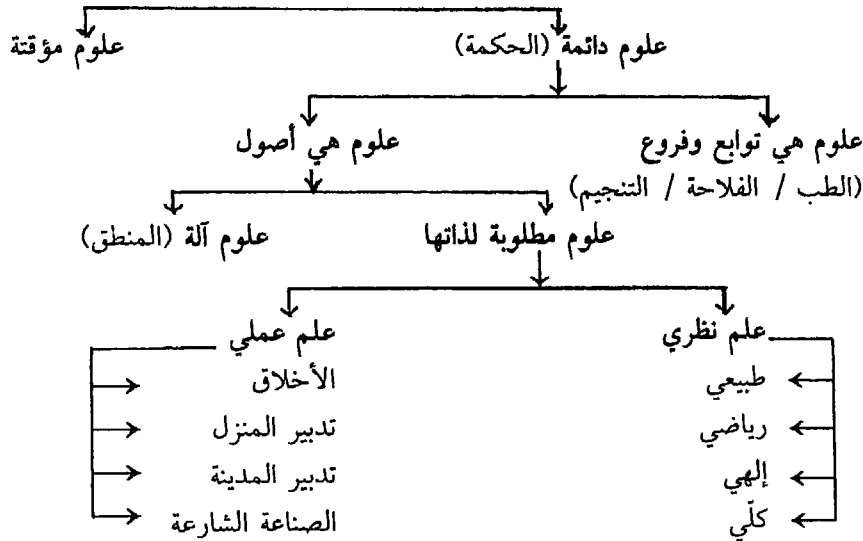 علوم دائمة (الحكمة)
علوم مؤقتة
علوم هي توابع وفروع
(الطب / الفلاحة / التنجيم)
علوم هي أصول
علوم مطلوبة لذاتها
علوم آلة (المنطق)
علم نظري
طبيعي
رياضي
إلهي
كلّي
علم عملي
الأخلاق
تدبير المنزل
تدبير المدينة
الصناعة الشارعة